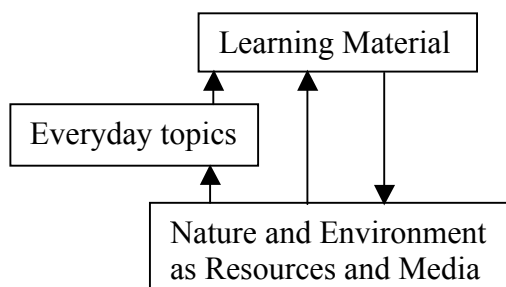 Learning Material
Everyday topics
Nature and Environment
as Resources and Media